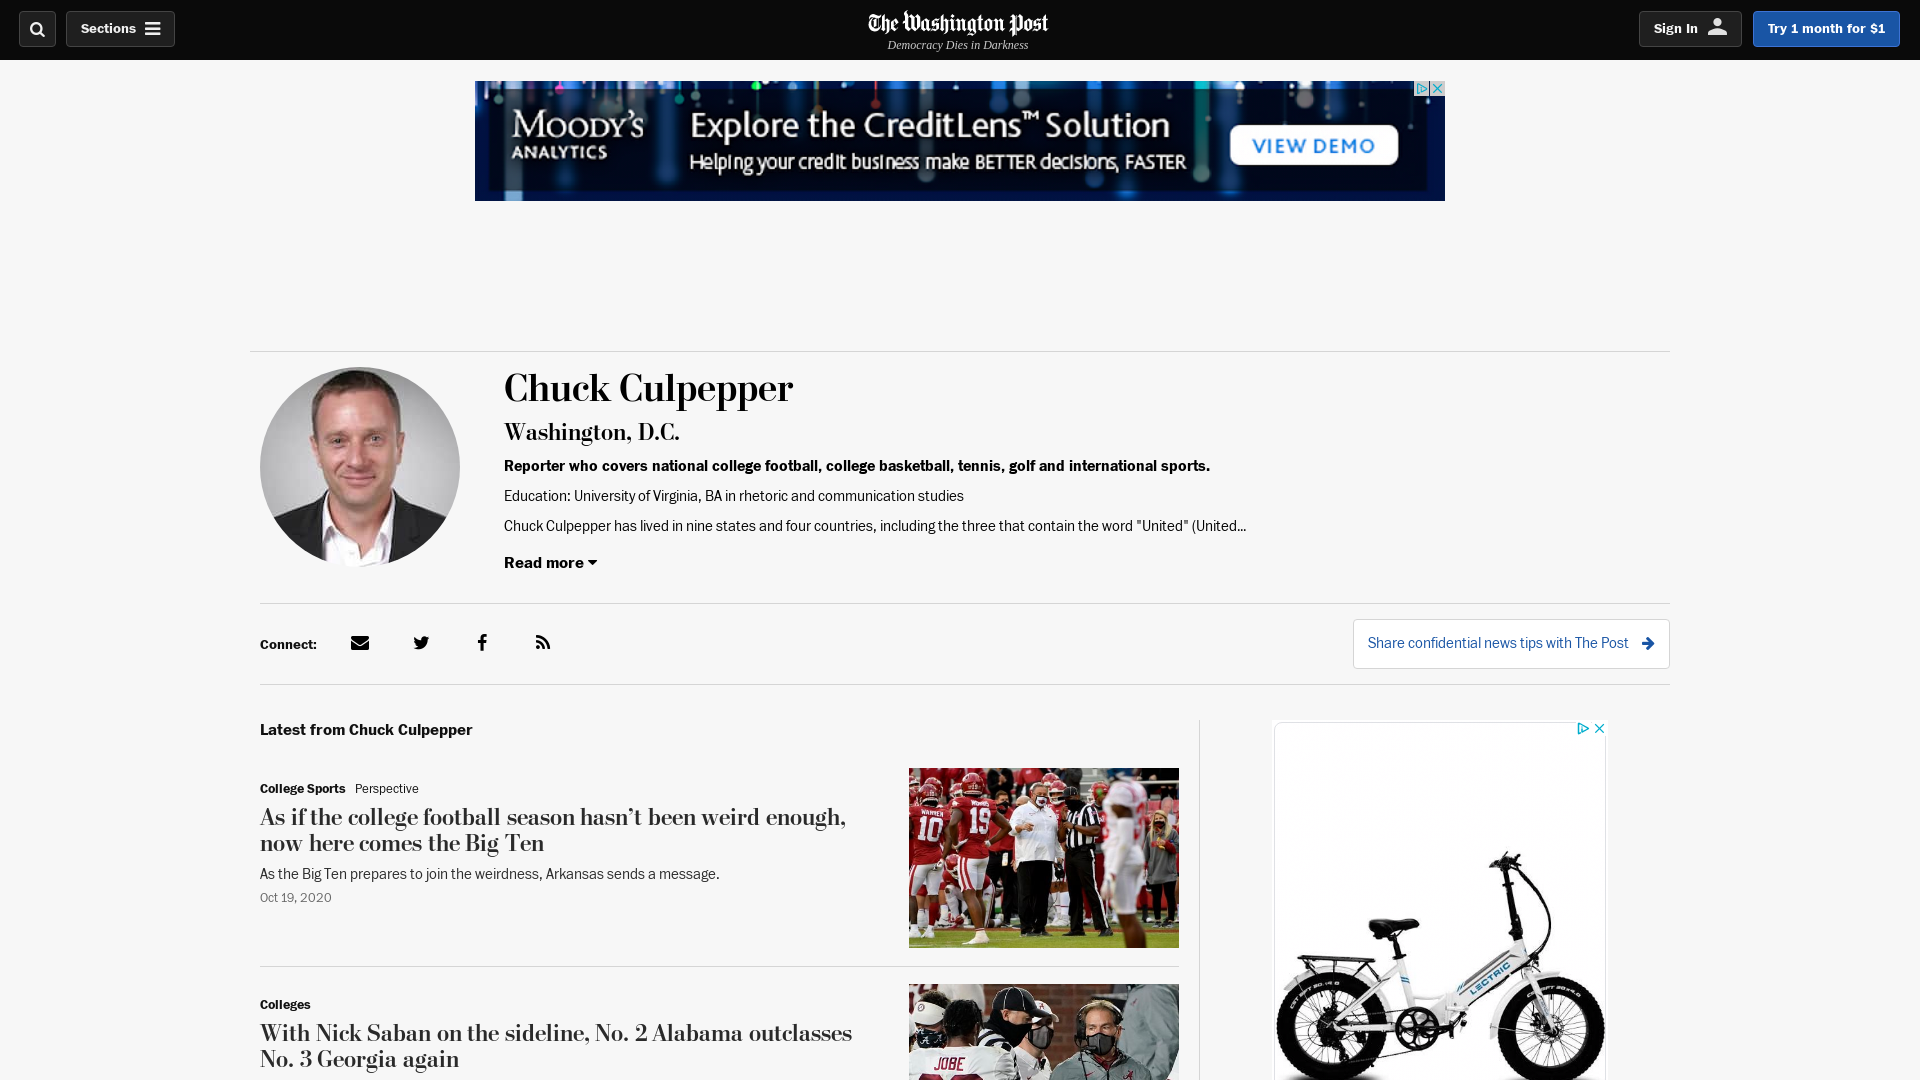 Sections
The Washington Post
Democracy Dies in Darkness
Sign In
Try 1 month for $1
MOODY'S
ANALYTICS
Explore the CreditLens™ Solution
Helping your credit business make BETTER decisions, FASTER
VIEW DEMO
Chuck Culpepper
Washington, D.C.
Reporter who covers national college football, college basketball, tennis, golf and international sports.
Education: University of Virginia, BA in rhetoric and communication studies
Chuck Culpepper has lived in nine states and four countries, including the three that contain the word "United" (United...
Read more
Connect:
Share confidential news tips with The Post
Latest from Chuck Culpepper
College Sports Perspective
As if the college football season hasn’t been weird enough,
now here comes the Big Ten
As the Big Ten prepares to join the weirdness, Arkansas sends a message.
Oct 19, 2020
10
19
Colleges
With Nick Saban on the sideline, No. 2 Alabama outclasses
No. 3 Georgia again
JOBE
LECTRIC